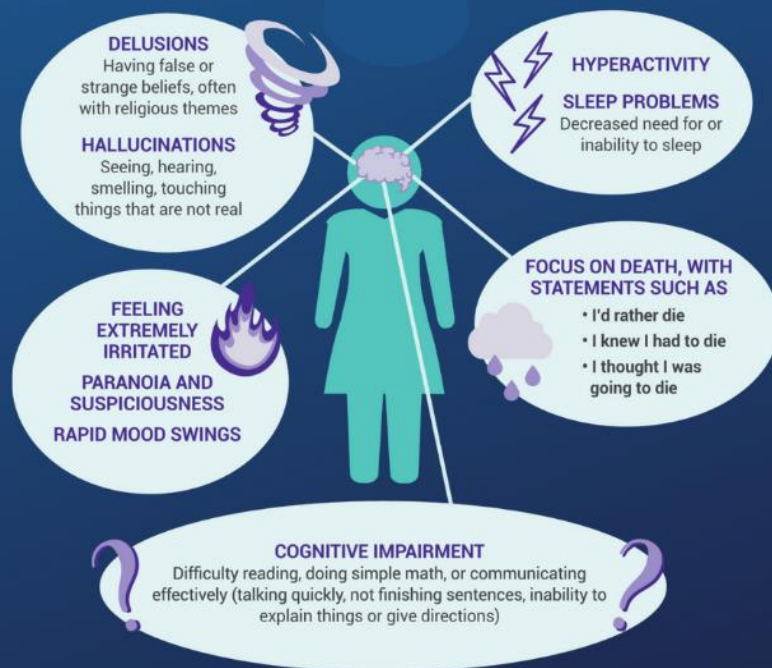 DELUSIONS
Having false or
strange beliefs, often
with religious themes
HALLUCINATIONS
Seeing, hearing,
smelling, touching
things that are not real
HYPERACTIVITY
SLEEP PROBLEMS
Decreased need for or
inability to sleep
FEELING
EXTREMELY
IRRITATED
PARANOIA AND
SUSPICIOUSNESS
RAPID MOOD SWINGS
FOCUS ON DEATH, WITH
STATEMENTS SUCH AS
• I'd rather die
• I knew I had to die
• I thought I was
going to die
COGNITIVE IMPAIRMENT
Difficulty reading, doing simple math, or communicating
effectively (talking quickly, not finishing sentences, inability to
explain things or give directions)